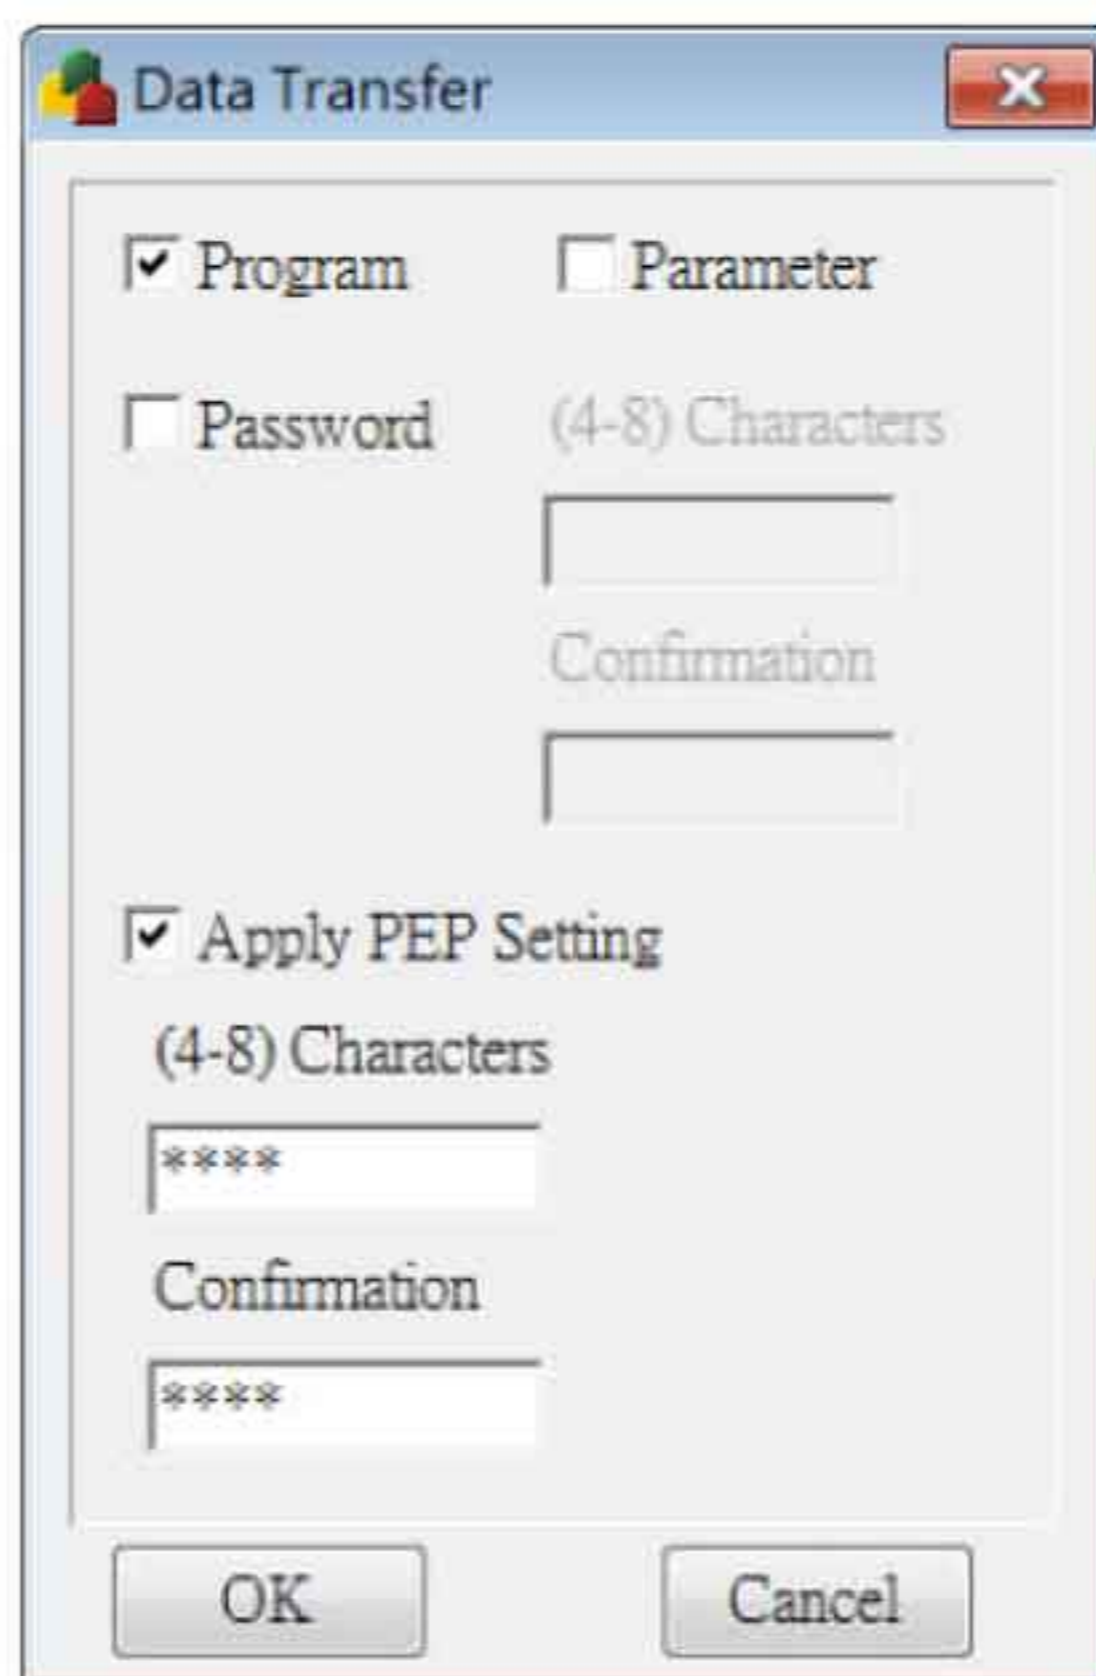 Data Transfer
Program Parameter
Password (4-8) Characters
Confirmation
Apply PEP Setting
(4-8) Characters
****
Confirmation
****
OK Cancel